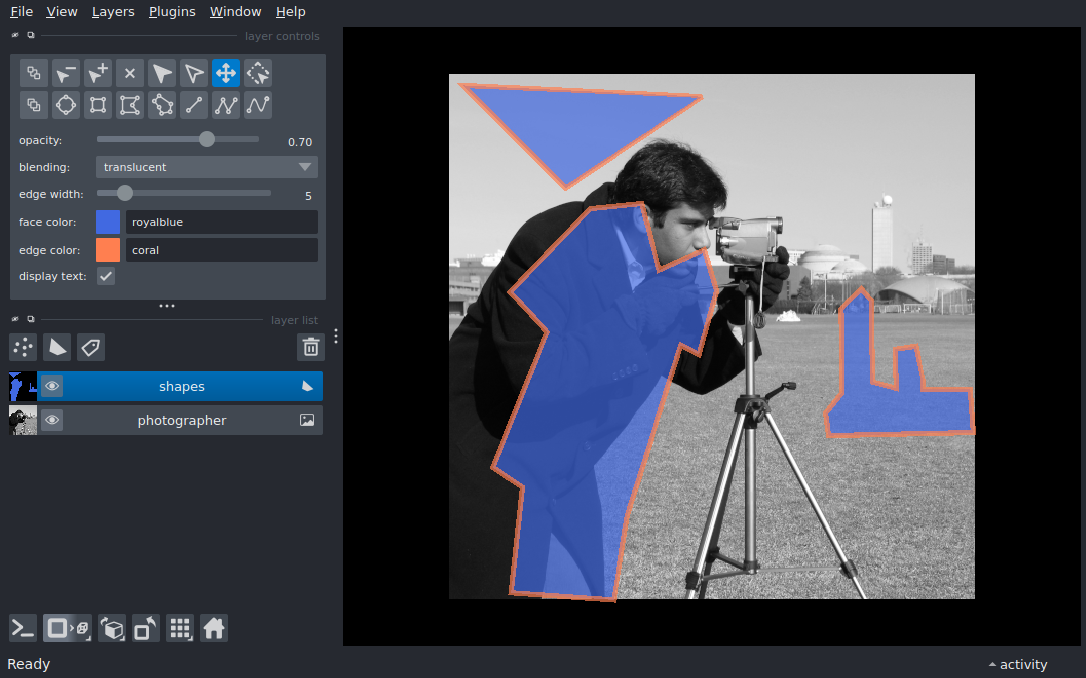 File View Layers Plugins Window Help
layer controls
opacity: 0.70
blending: translucent
edge width: 5
face color: royalblue
edge color: coral
display text:
layer list
shapes
photographer
Ready
activity